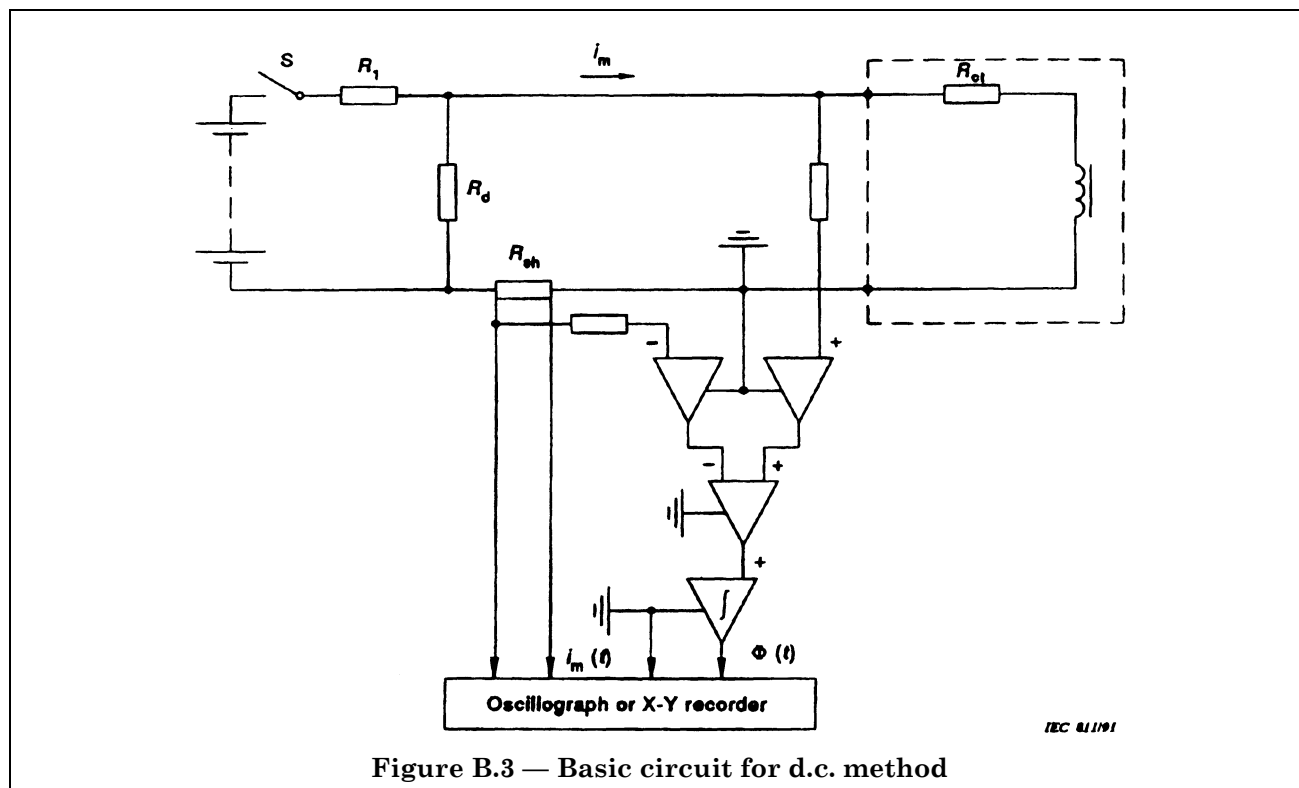 S
R1
im
Rct
Rd
Rsh
−
+
−
+
+
∫
im (t)
Φ (t)
Oscillograph or X-Y recorder
IEC 811/91
Figure B.3 — Basic circuit for d.c. method